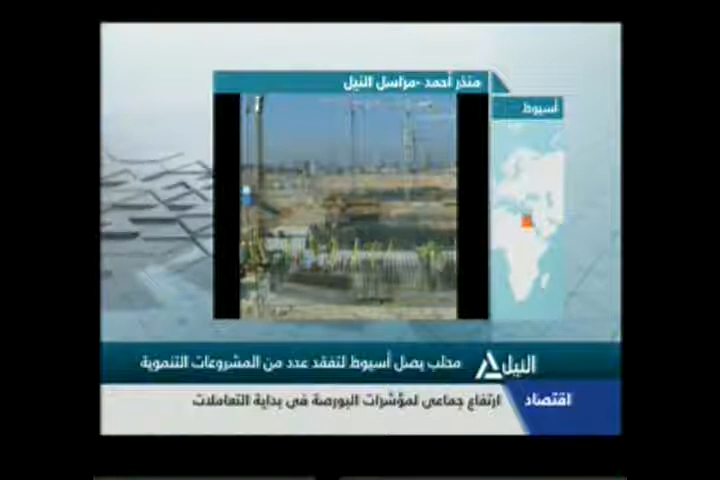 منذر أحمد -مراسل النيل
أسيوط
النيل
محلب يصل أسيوط لتفقد عدد من المشروعات التنموية
اقتصاد
ارتفاع جماعى لمؤشرات البورصة فى بداية التعاملات